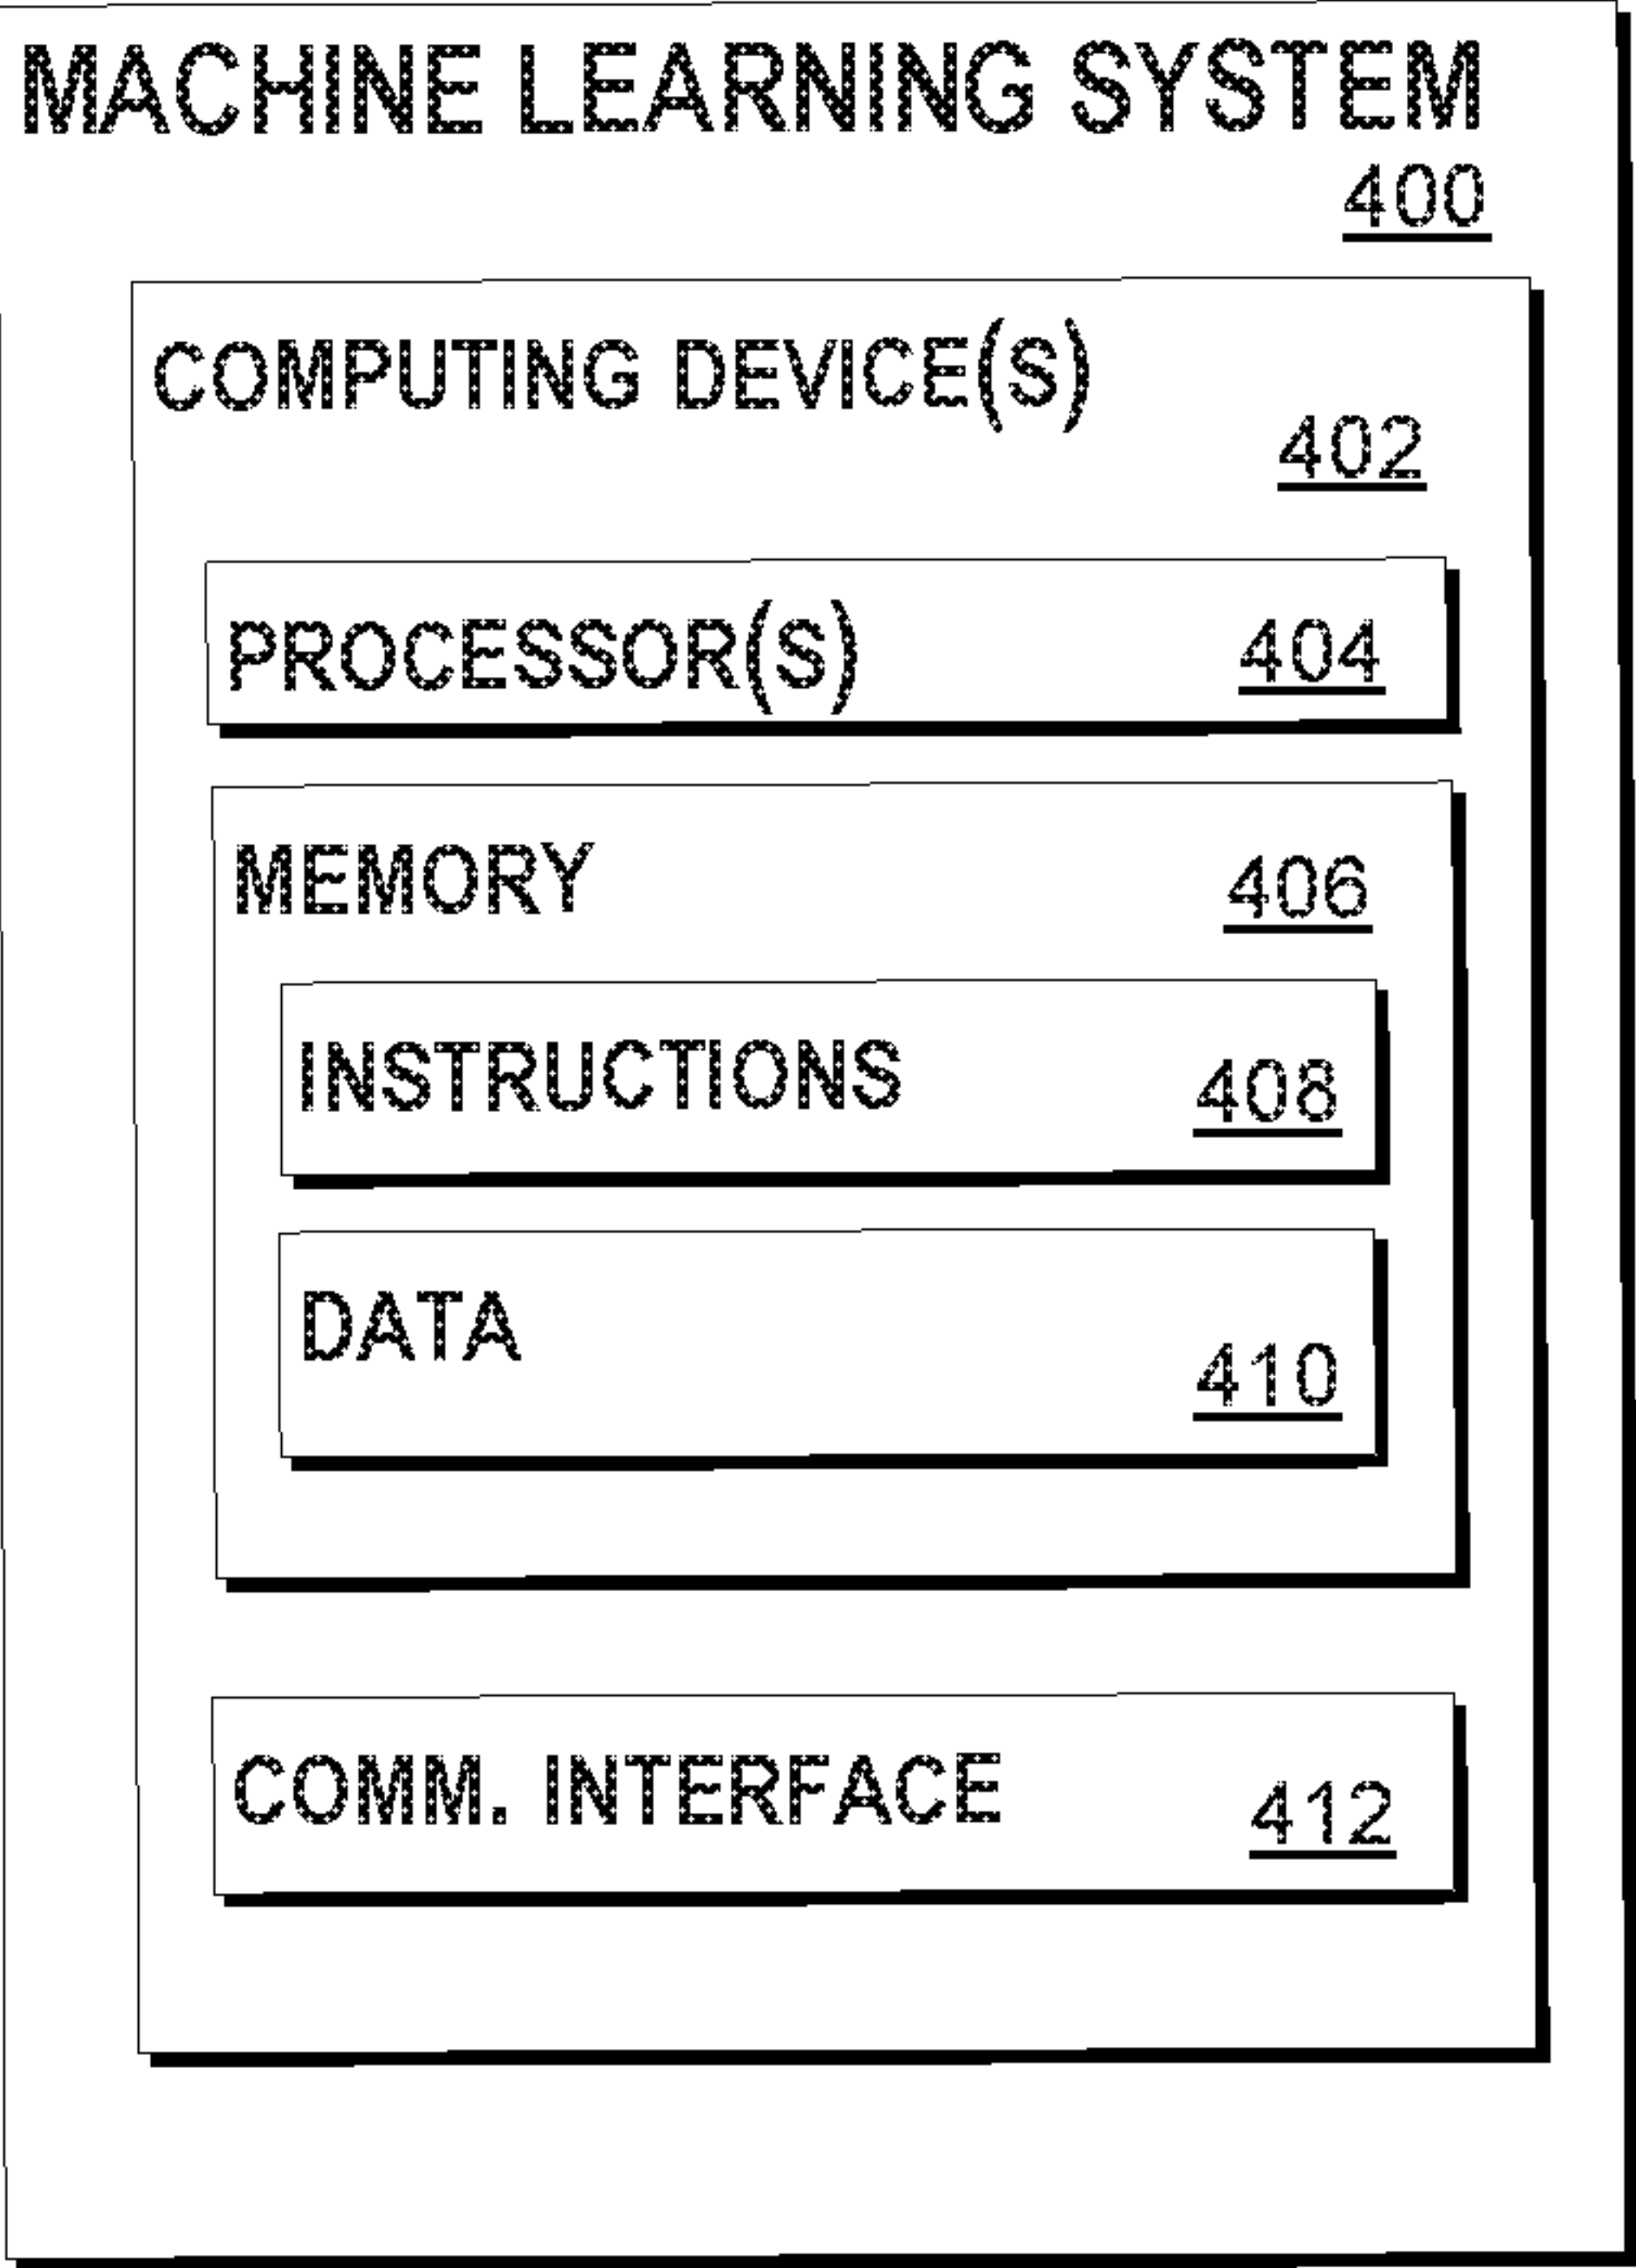 MACHINE LEARNING SYSTEM
400
COMPUTING DEVICE(S)
402
PROCESSOR(S) 404
MEMORY 406
INSTRUCTIONS 408
DATA
410
COMM. INTERFACE 412